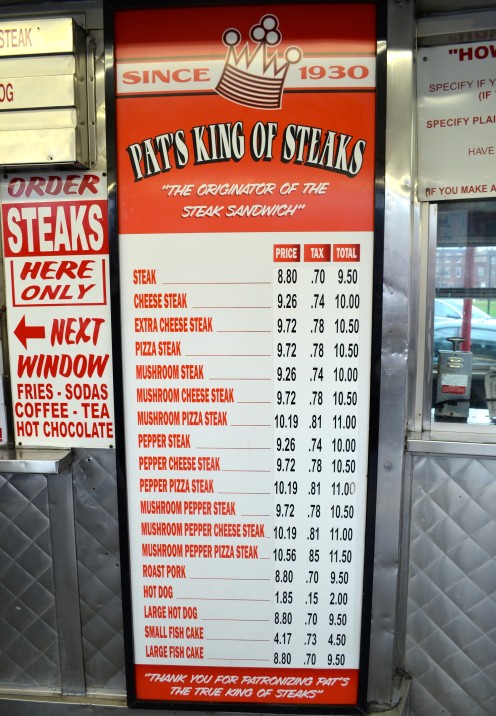 STEAK
OG
ORDER
STEAKS
HERE
ONLY
NEXT
WINDOW
FRIES - SODAS
COFFEE - TEA
HOT CHOCOLATE
SINCE 1930
PAT'S KING OF STEAKS
"THE ORIGINATOR OF THE
STEAK SANDWICH"
PRICE TAX TOTAL
STEAK 8.80 .70 9.50
CHEESE STEAK 9.26 .74 10.00
EXTRA CHEESE STEAK 9.72 .78 10.50
PIZZA STEAK 9.72 .78 10.50
MUSHROOM STEAK 9.26 .74 10.00
MUSHROOM CHEESE STEAK 9.72 .78 10.50
MUSHROOM PIZZA STEAK 10.19 .81 11.00
PEPPER STEAK 9.26 .74 10.00
PEPPER CHEESE STEAK 9.72 .78 10.50
PEPPER PIZZA STEAK 10.19 .81 11.00
MUSHROOM PEPPER STEAK 9.72 .78 10.50
MUSHROOM PEPPER CHEESE STEAK 10.19 .81 11.00
MUSHROOM PEPPER PIZZA STEAK 10.56 85 11.50
ROAST PORK 8.80 .70 9.50
HOT DOG 1.85 .15 2.00
LARGE HOT DOG 8.80 .70 9.50
SMALL FISH CAKE 4.17 .73 4.50
LARGE FISH CAKE 8.80 .70 9.50
"THANK YOU FOR PATRONIZING PAT'S
THE TRUE KING OF STEAKS"
"HOW
SPECIFY IF Y
(IF
SPECIFY PLAI
HAVE
IF YOU MAKE A